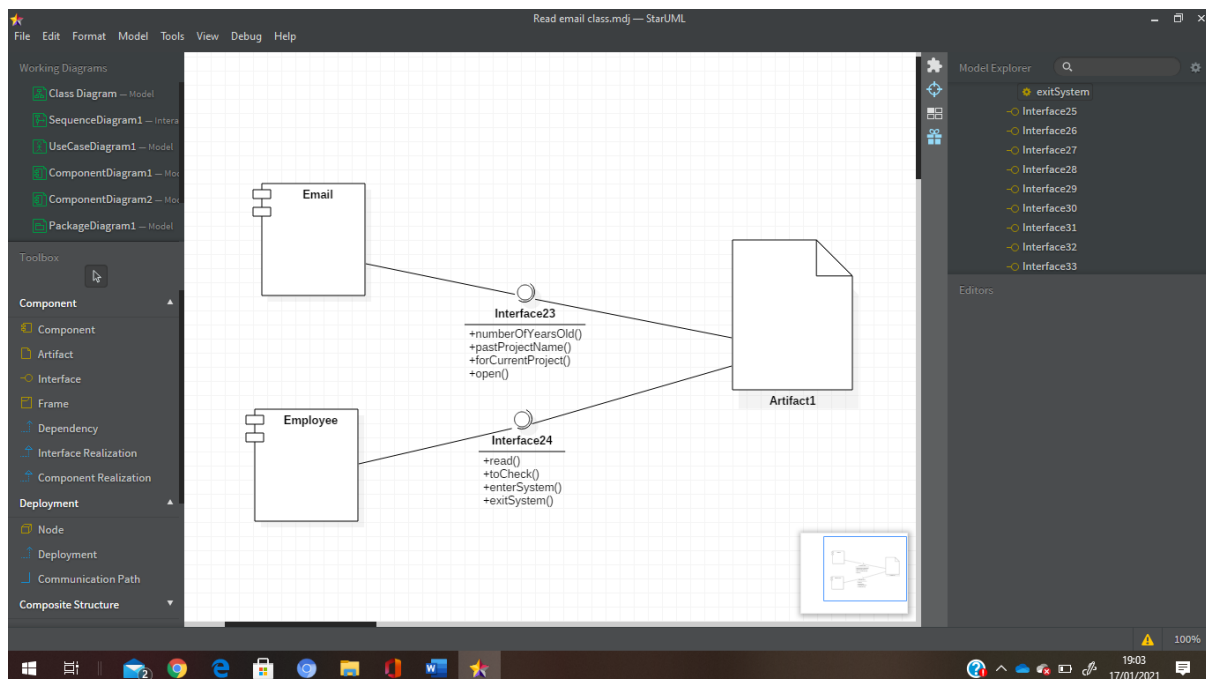 Read email class.mdj — StarUML
File Edit Format Model Tools View Debug Help
Working Diagrams
Class Diagram — Model
SequenceDiagram1 — Intera
UseCaseDiagram1 — Model
ComponentDiagram1 — Mod
ComponentDiagram2 — Mod
PackageDiagram1 — Model
Toolbox
Component
Component
Artifact
Interface
Frame
Dependency
Interface Realization
Component Realization
Deployment
Node
Deployment
Communication Path
Composite Structure
Email
Interface23
+numberOfYearsOld()
+pastProjectName()
+forCurrentProject()
+open()
Artifact1
Employee
Interface24
+read()
+toCheck()
+enterSystem()
+exitSystem()
Model Explorer
exitSystem
Interface25
Interface26
Interface27
Interface28
Interface29
Interface30
Interface31
Interface32
Interface33
Editors
100%
2
19:03
17/01/2021